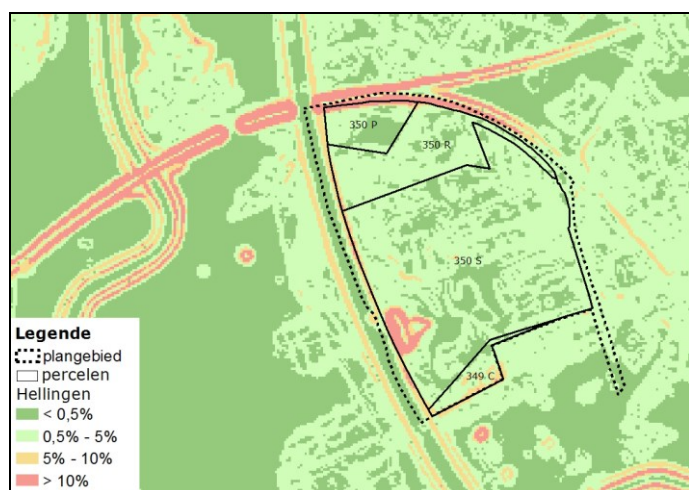 350 P
350 R
350 S
349 C
Legende
plangebied
percelen
Hellingen
< 0,5%
0,5% - 5%
5% - 10%
> 10%